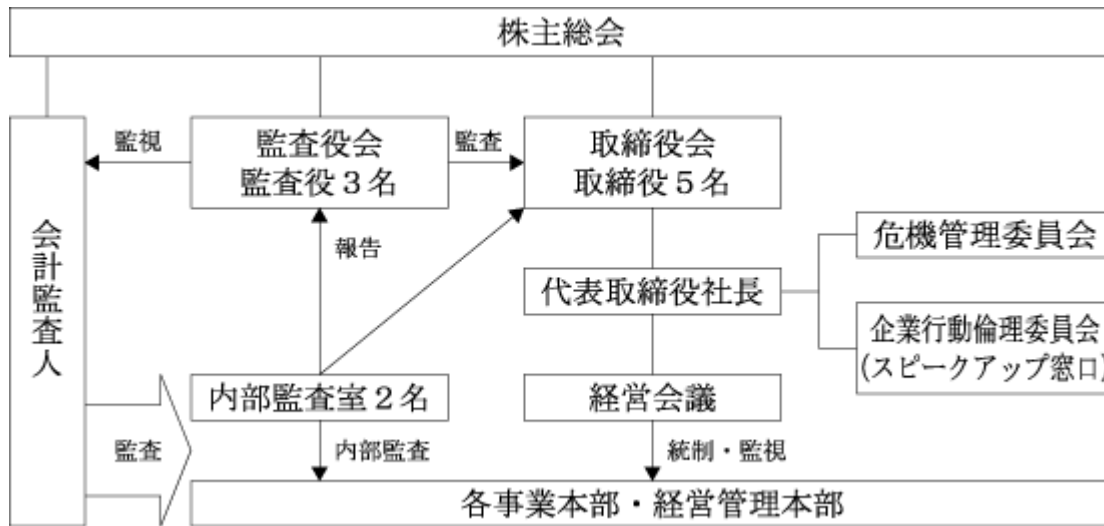 株主総会
監視
監査役会
監査役３名
監査
取締役会
取締役５名
会計監査人
報告
危機管理委員会
代表取締役社長
企業行動倫理委員会
(スピークアップ窓口)
内部監査室２名
経営会議
監査
内部監査
統制・監視
各事業本部・経営管理本部